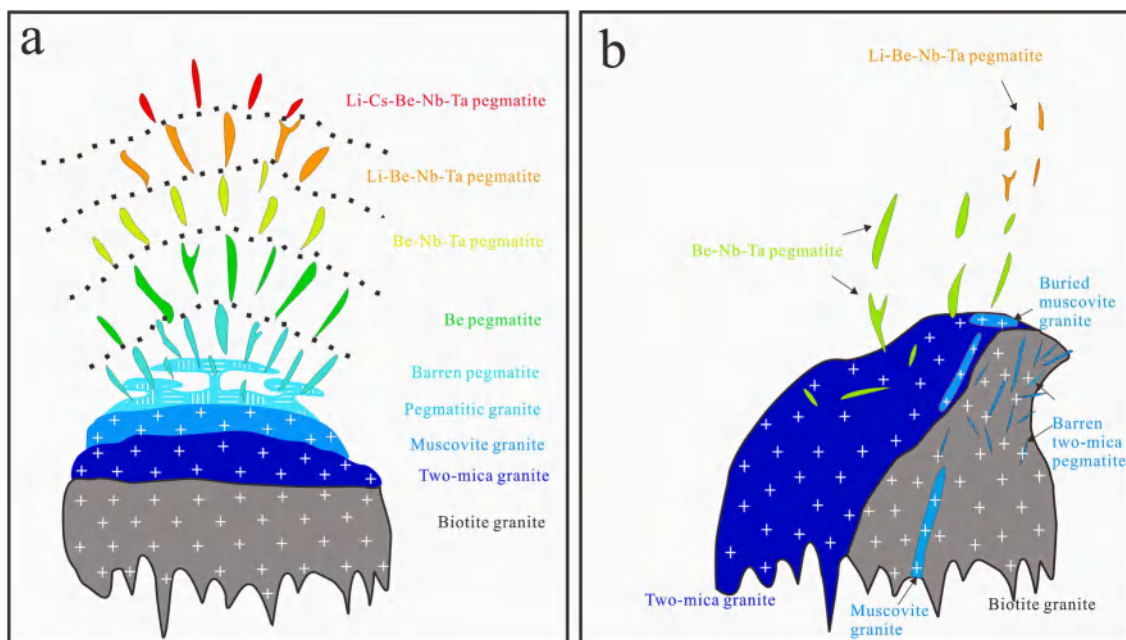 a
Li-Cs-Be-Nb-Ta pegmatite
Li-Be-Nb-Ta pegmatite
Be-Nb-Ta pegmatite
Be pegmatite
Barren pegmatite
Pegmatitic granite
Muscovite granite
Two-mica granite
Biotite granite
b
Li-Be-Nb-Ta pegmatite
Be-Nb-Ta pegmatite
Buried
muscovite
granite
Barren
two-mica
pegmatite
Two-mica granite
Muscovite
granite
Biotite granite